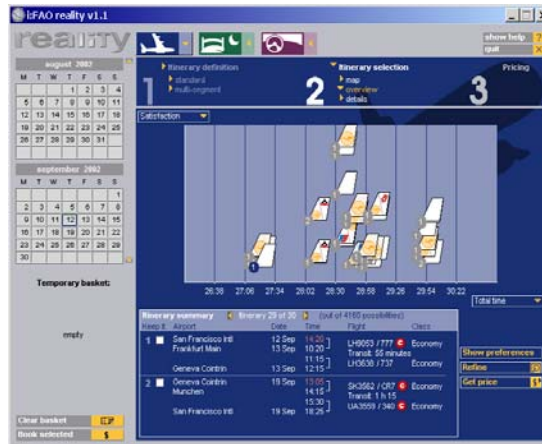 i:FAO reality v1.1
reality
show help ?
quit X
august 2002
M T W T F S S
1 2 3 4
5 6 7 8 9 10 11
12 13 14 15 16 17 18
19 20 21 22 23 24 25
26 27 28 29 30 31
september 2002
M T W T F S S
1
2 3 4 5 6 7 8
9 10 11 12 13 14 15
16 17 18 19 20 21 22
23 24 25 26 27 28 29
30
Temporary basket:
empty
Clear basket
Book selected $
1
Itinerary definition
standard
multi-segment
2
Itinerary selection
map
overview
details
3
Pricing
Satisfaction
1
26:38 27:06 27:34 28:02 28:30 28:58 29:26 29:54 30:22
Total time
Itinerary summary Itinerary 29 of 30 (out of 4160 possibilities)
Keep it Airport Date Time Flight Class
1 San Francisco Intl 12 Sep 14:20 LH9053 /777 C Economy
Frankfurt Main 13 Sep 10:20 Transit: 55 minutes
11:15 LH3638 /737 Economy
Geneva Cointrin 13 Sep 12:15
2 Geneva Cointrin 19 Sep 13:05 SK3582 /CR7 C Economy
Munchen 14:15 Transit: 1 h 15
15:30 UA3559 /340 C Economy
San Francisco Intl 19 Sep 18:25
Show preferences
Refine
Get price $